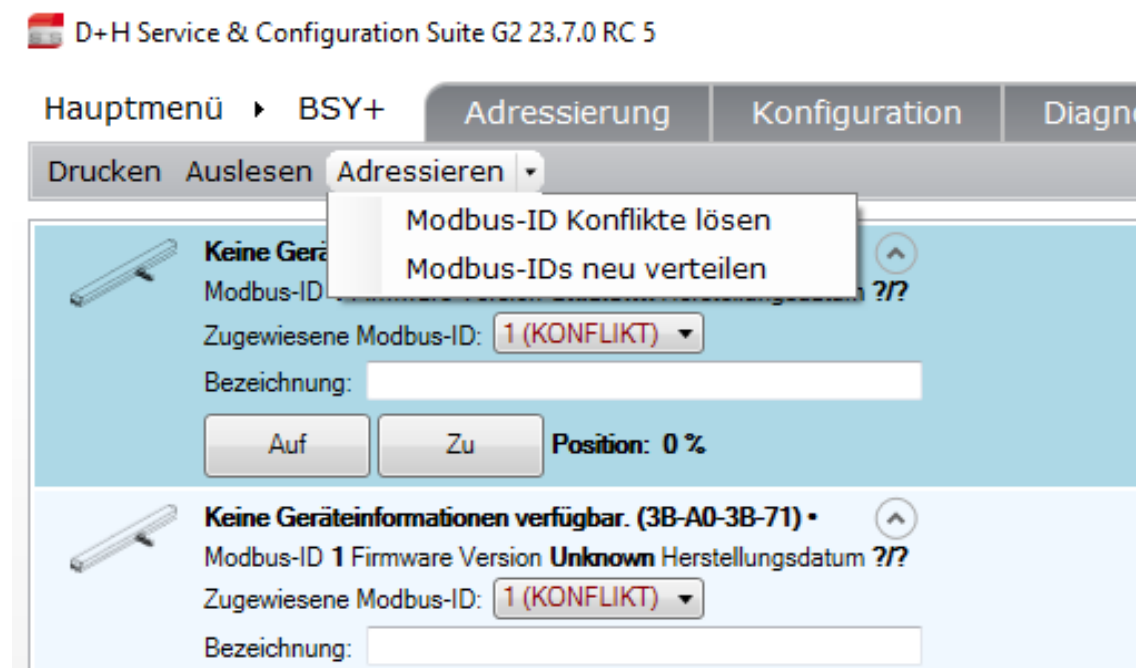 D+H Service & Configuration Suite G2 23.7.0 RC 5
Hauptmenü BSY+ Adressierung Konfiguration
Drucken Auslesen Adressieren
Modbus-ID Konflikte lösen
Modbus-IDs neu verteilen
Keine
Modbus-ID ?/?
Zugewiesene Modbus-ID: 1 (KONFLIKT)
Bezeichnung:
Auf Zu Position: 0 %
Keine Geräteinformationen verfügbar. (3B-A0-3B-71) •
Modbus-ID 1 Firmware Version Unknown Herstellungsdatum ?/?
Zugewiesene Modbus-ID: 1 (KONFLIKT)
Bezeichnung: